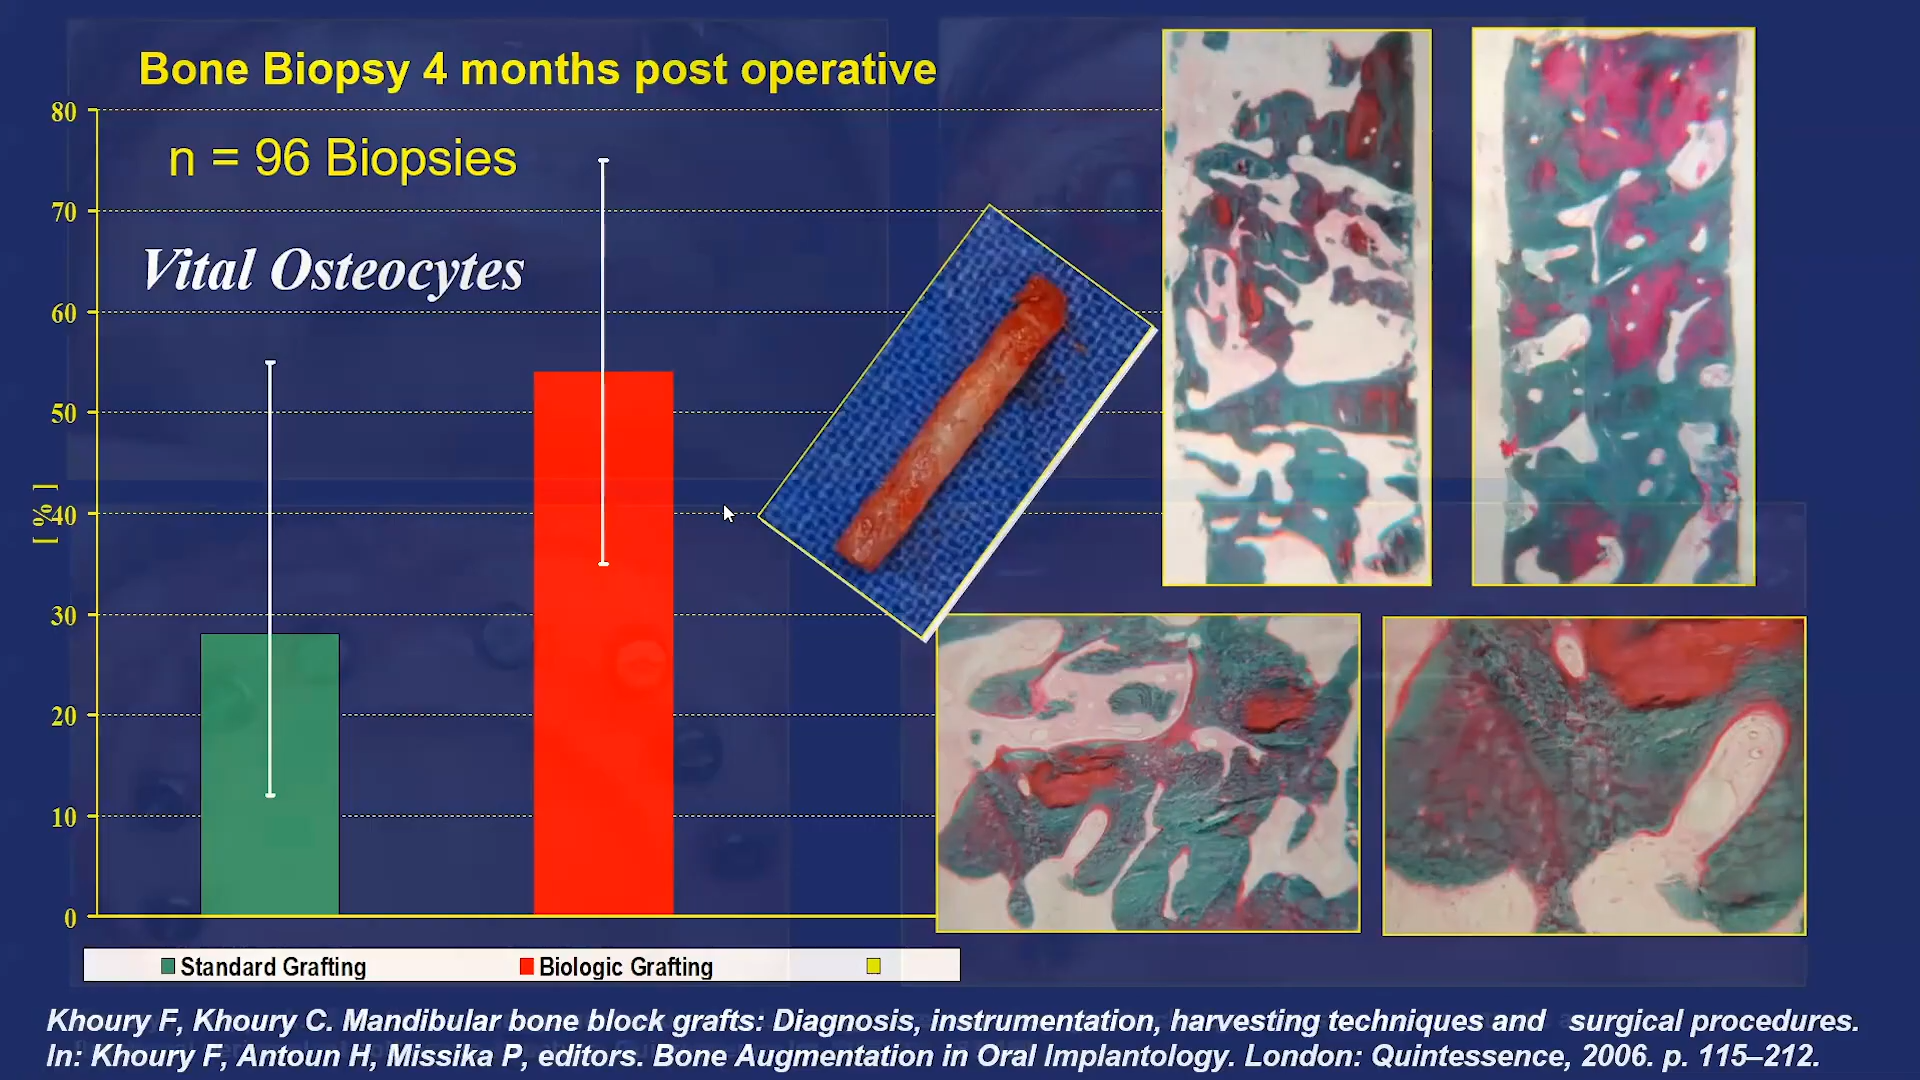 Bone Biopsy 4 months post operative
80
n = 96 Biopsies
70
Vital Osteocytes
60
50
[ % ]
40
30
20
10
0
Standard Grafting Biologic Grafting
Khoury F, Khoury C. Mandibular bone block grafts: Diagnosis, instrumentation, harvesting techniques and surgical procedures.
In: Khoury F, Antoun H, Missika P, editors. Bone Augmentation in Oral Implantology. London: Quintessence, 2006. p. 115–212.